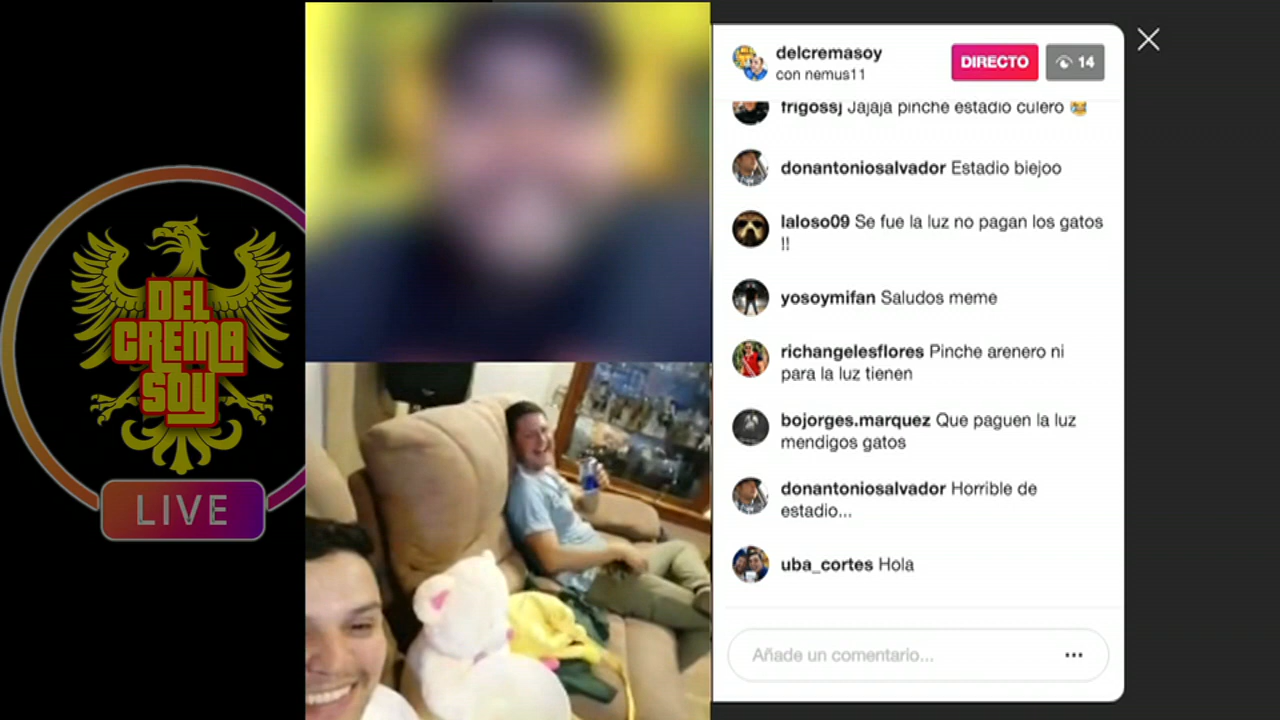 DEL
CREMA
SOY
LIVE
delcremasoy
con nemus11
DIRECTO
14
frigossj Jajaja pinche estadio culero 😹
donantoniosalvador Estadio biejoo
laloso09 Se fue la luz no pagan los gatos
!!
yosoymifan Saludos meme
richangelesflores Pinche arenero ni
para la luz tienen
bojorges.marquez Que paguen la luz
mendigos gatos
donantoniosalvador Horrible de
estadio...
uba_cortes Hola
Añade un comentario...